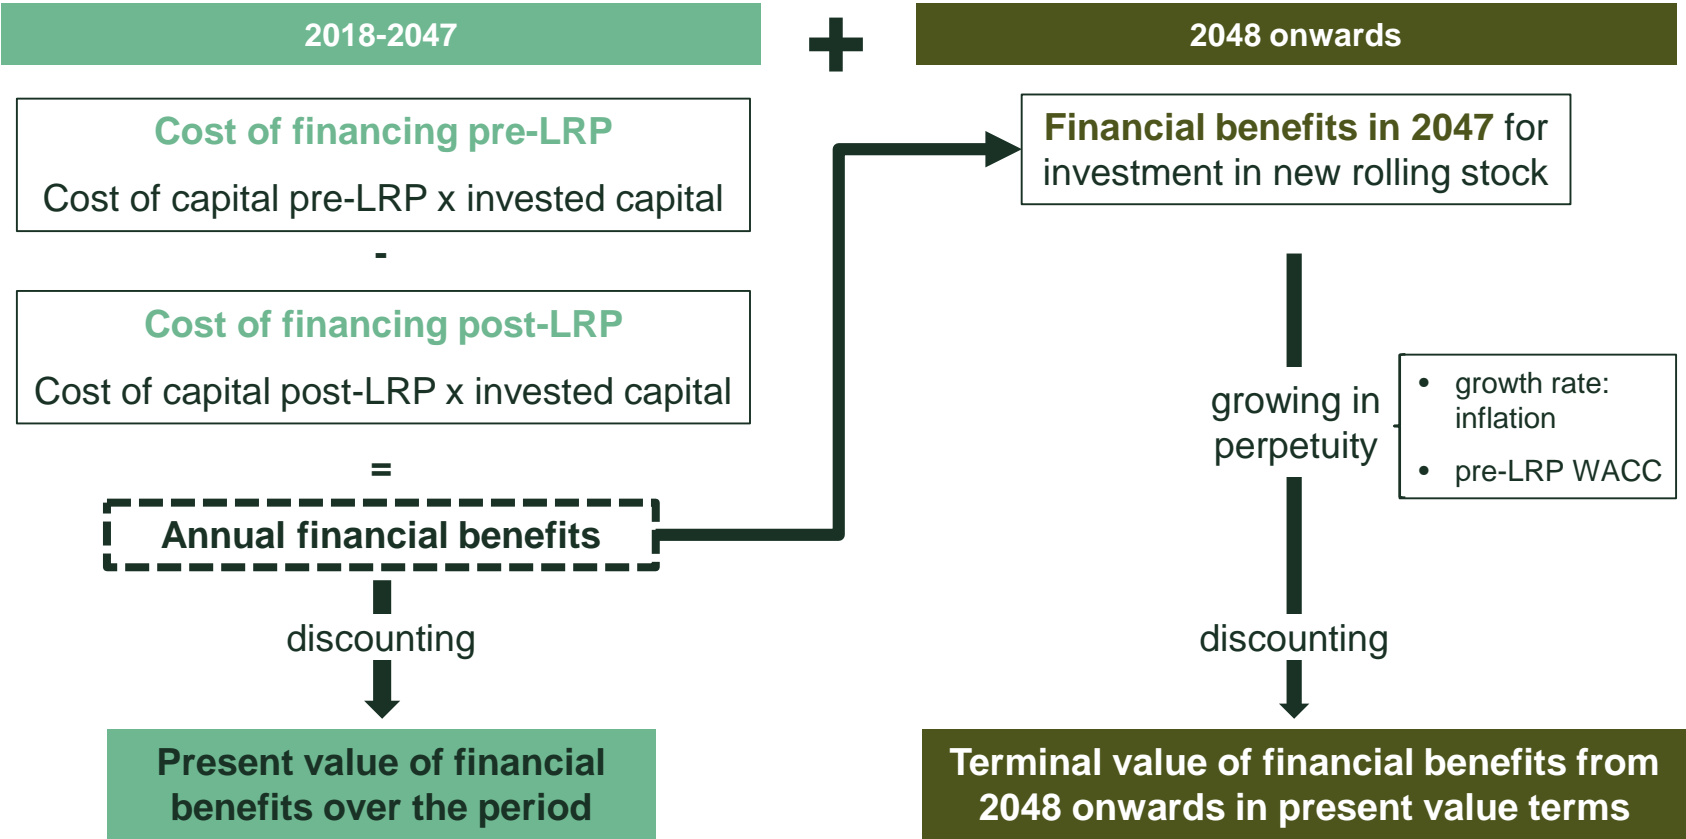 2018-2047
Cost of financing pre-LRP
Cost of capital pre-LRP x invested capital
-
Cost of financing post-LRP
Cost of capital post-LRP x invested capital
=
Annual financial benefits
discounting
Present value of financial
benefits over the period
+
2048 onwards
Financial benefits in 2047 for
investment in new rolling stock
growing in
perpetuity
• growth rate:
inflation
• pre-LRP WACC
discounting
Terminal value of financial benefits from
2048 onwards in present value terms